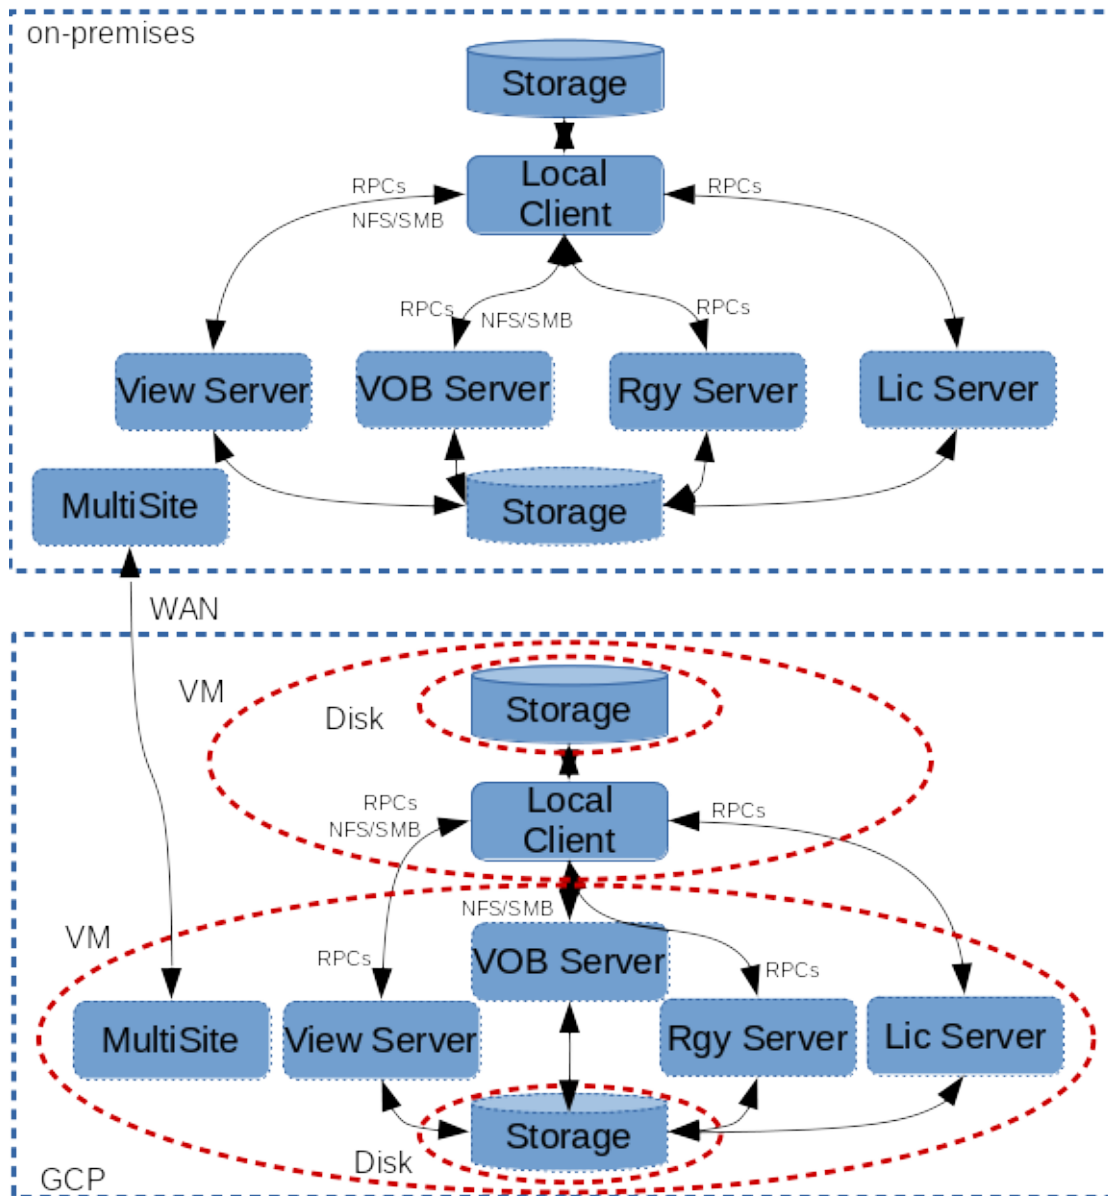 on-premises
Storage
Local
Client
RPCs
NFS/SMB
RPCs
RPCs
NFS/SMB
RPCs
View Server
VOB Server
Rgy Server
Lic Server
MultiSite
Storage
WAN
VM
Disk
Storage
Local
Client
RPCs
NFS/SMB
RPCs
NFS/SMB
VM
RPCs
VOB Server
RPCs
MultiSite
View Server
Rgy Server
Lic Server
Storage
Disk
GCP